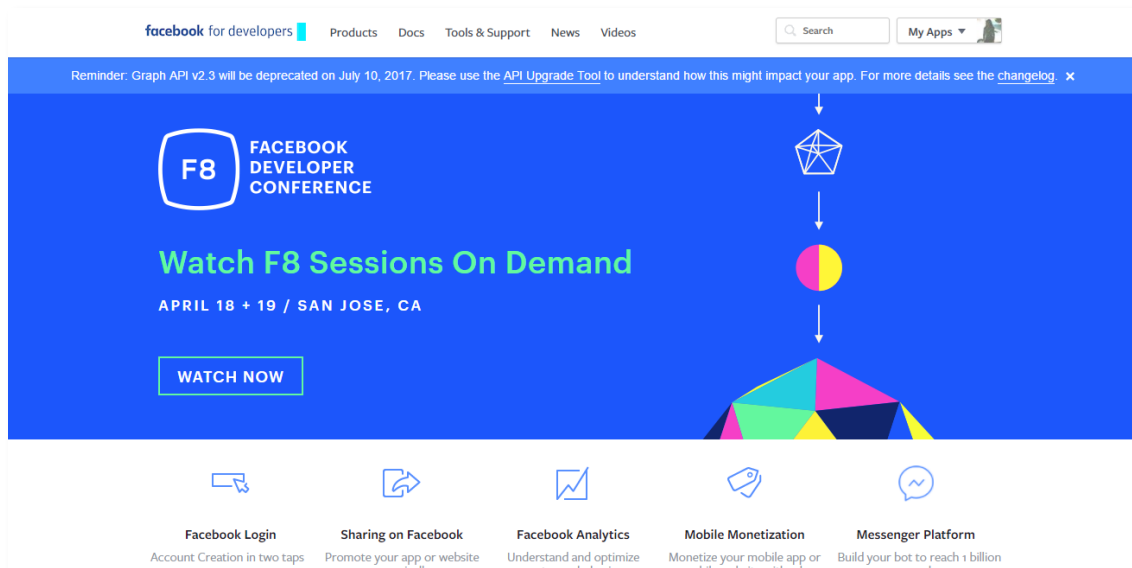 facebook for developers Products Docs Tools & Support News Videos Search My Apps
Reminder: Graph API v2.3 will be deprecated on July 10, 2017. Please use the API Upgrade Tool to understand how this might impact your app. For more details see the changelog. ×
F8
FACEBOOK
DEVELOPER
CONFERENCE
Watch F8 Sessions On Demand
APRIL 18 + 19 / SAN JOSE, CA
WATCH NOW
Facebook Login
Account Creation in two taps
Sharing on Facebook
Promote your app or website
Facebook Analytics
Understand and optimize
Mobile Monetization
Monetize your mobile app or
Messenger Platform
Build your bot to reach 1 billion